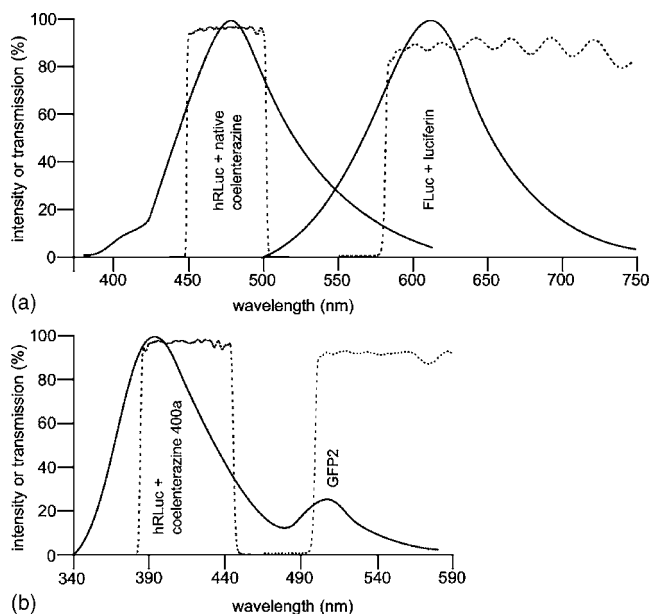 intensity or transmission (%)
100
80
60
40
20
0
hRLuc + native
coelenterazine
FLuc + luciferin
400 450 500 550 600 650 700 750
wavelength (nm)
(a)
intensity or transmission (%)
100
80
60
40
20
0
hRLuc +
coelenterazine 400a
GFP2
340 390 440 490 540 590
wavelength (nm)
(b)